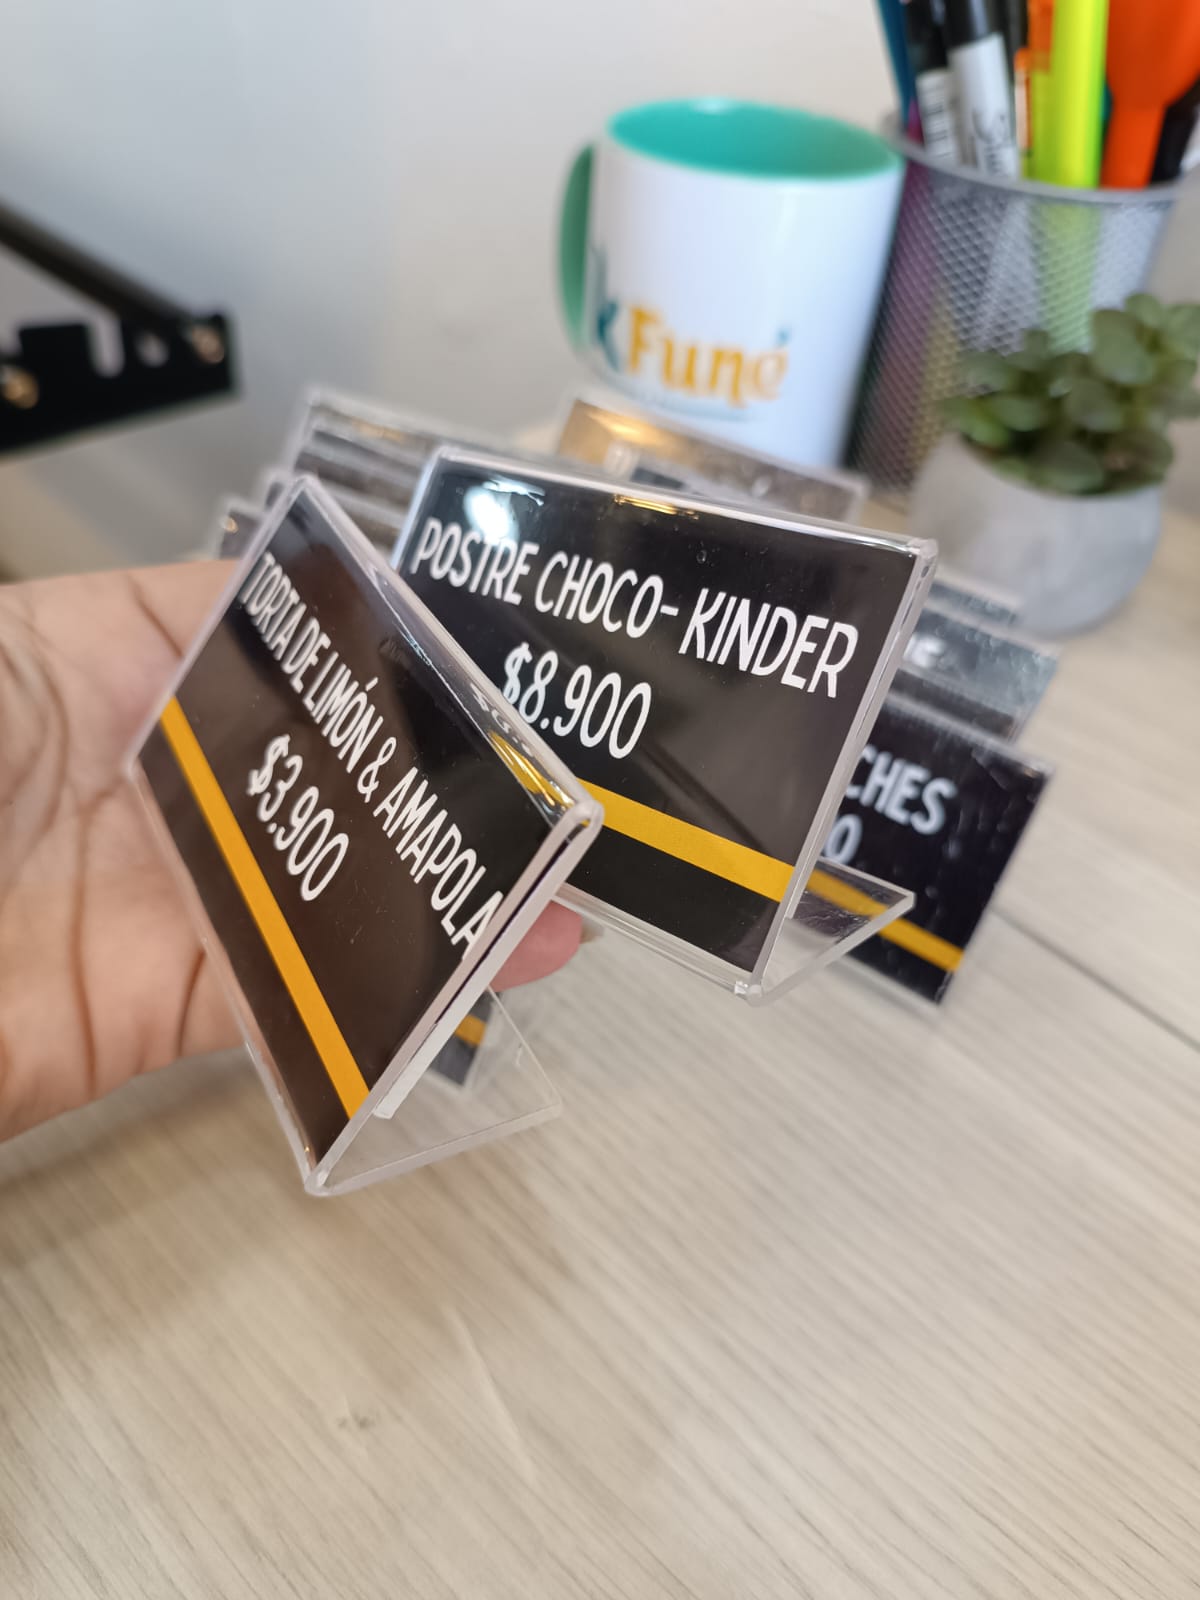 Funé
POSTRE CHOCO- KINDER
$8.900
TORTA DE LIMÓN & AMAPOLA
$3.900